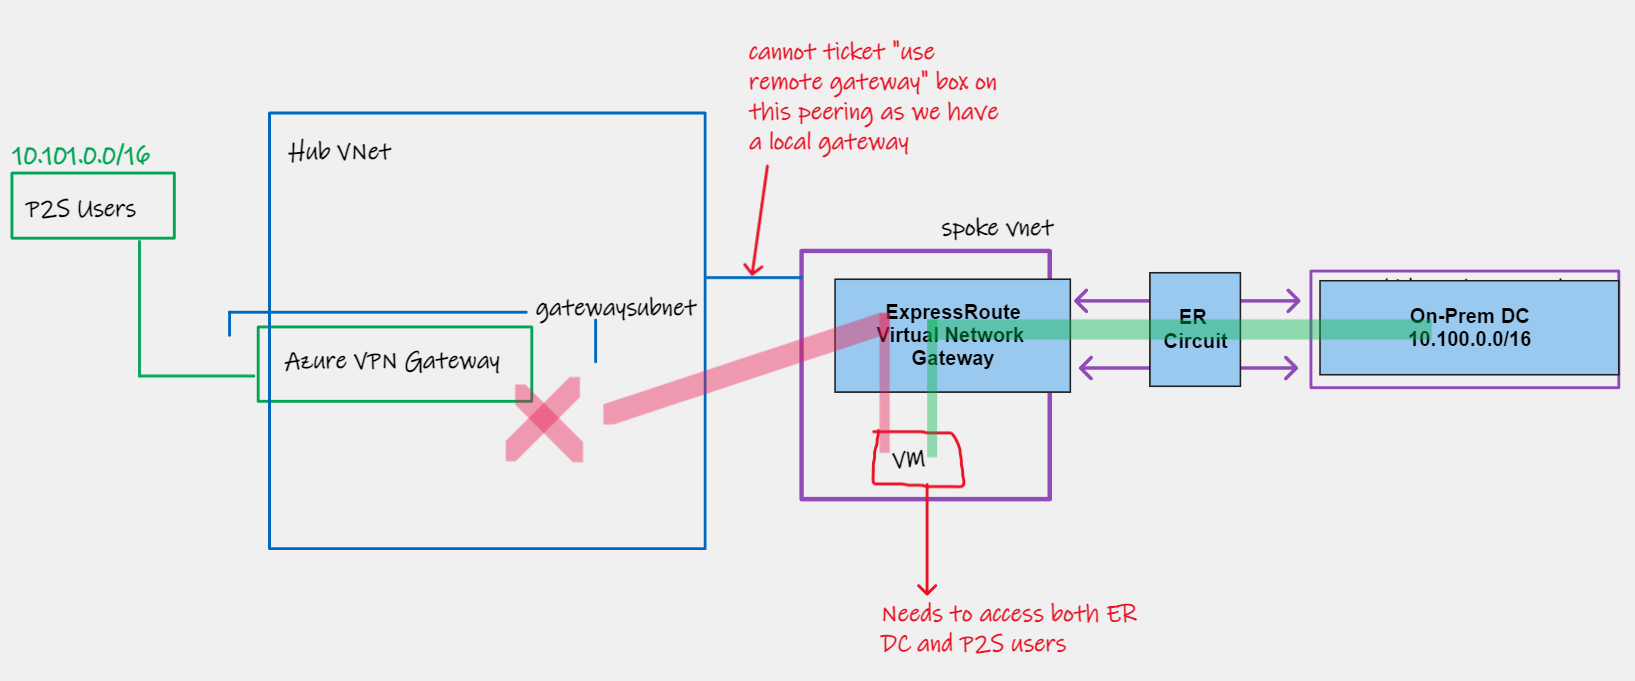 cannot ticket "use
remote gateway" box on
this peering as we have
a local gateway
10.101.0.0/16
P2S Users
Hub VNet
gatewaysubnet
Azure VPN Gateway
spoke vnet
ExpressRoute
Virtual Network
Gateway
ER
Circuit
On-Prem DC
10.100.0.0/16
VM
Needs to access both ER
DC and P2S users